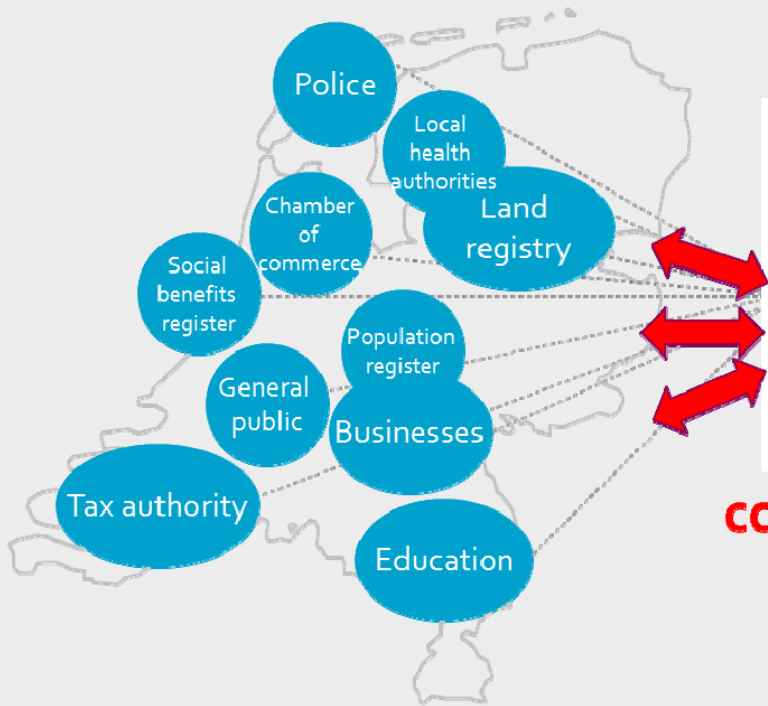 Police
Local
health
authorities
Land
registry
Chamber
of
commerce
Social
benefits
register
Population
register
General
public
Businesses
Tax authority
Education